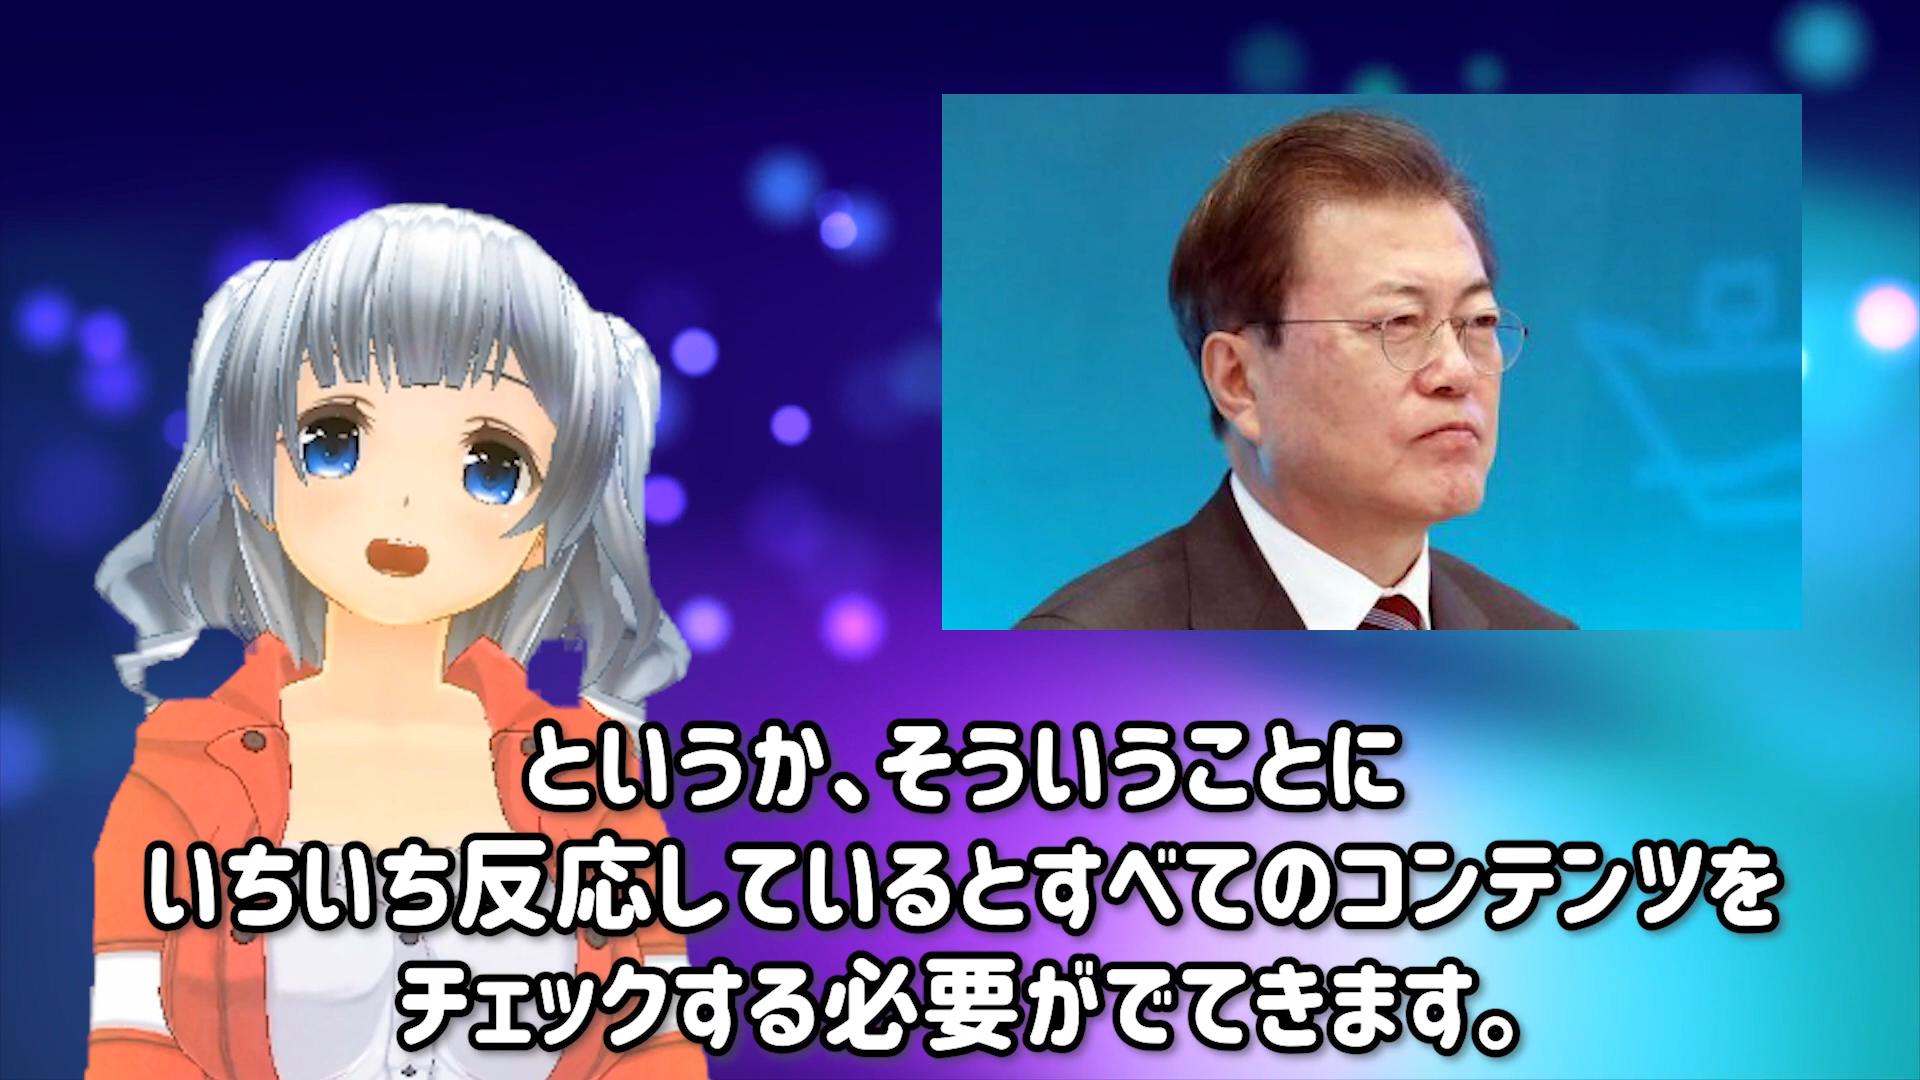 というか、そういうことに
いちいち反応しているとすべてのコンテンツを
チェックする必要がでてきます。